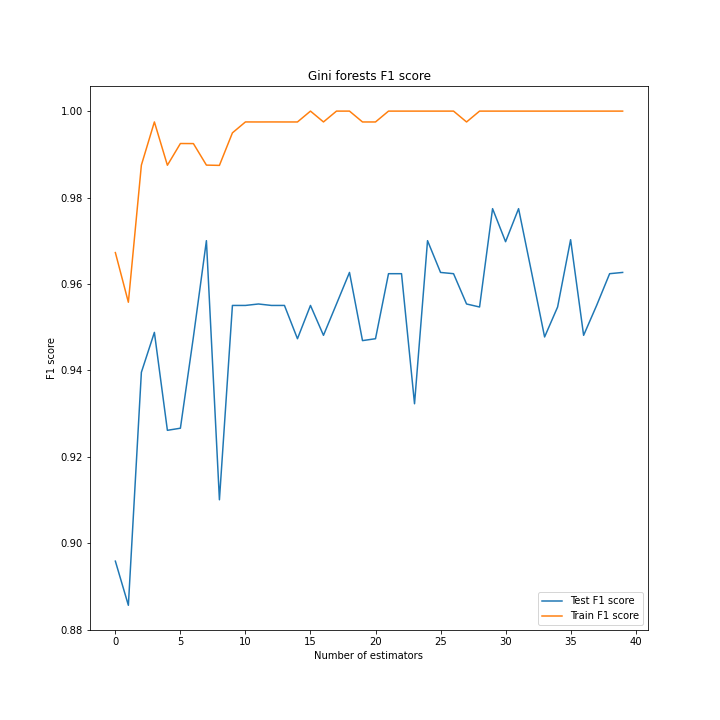 Gini forests F1 score
1.00
0.98
0.96
0.94
0.92
0.90
0.88
F1 score
0 5 10 15 20 25 30 35 40
Number of estimators
Test F1 score
Train F1 score